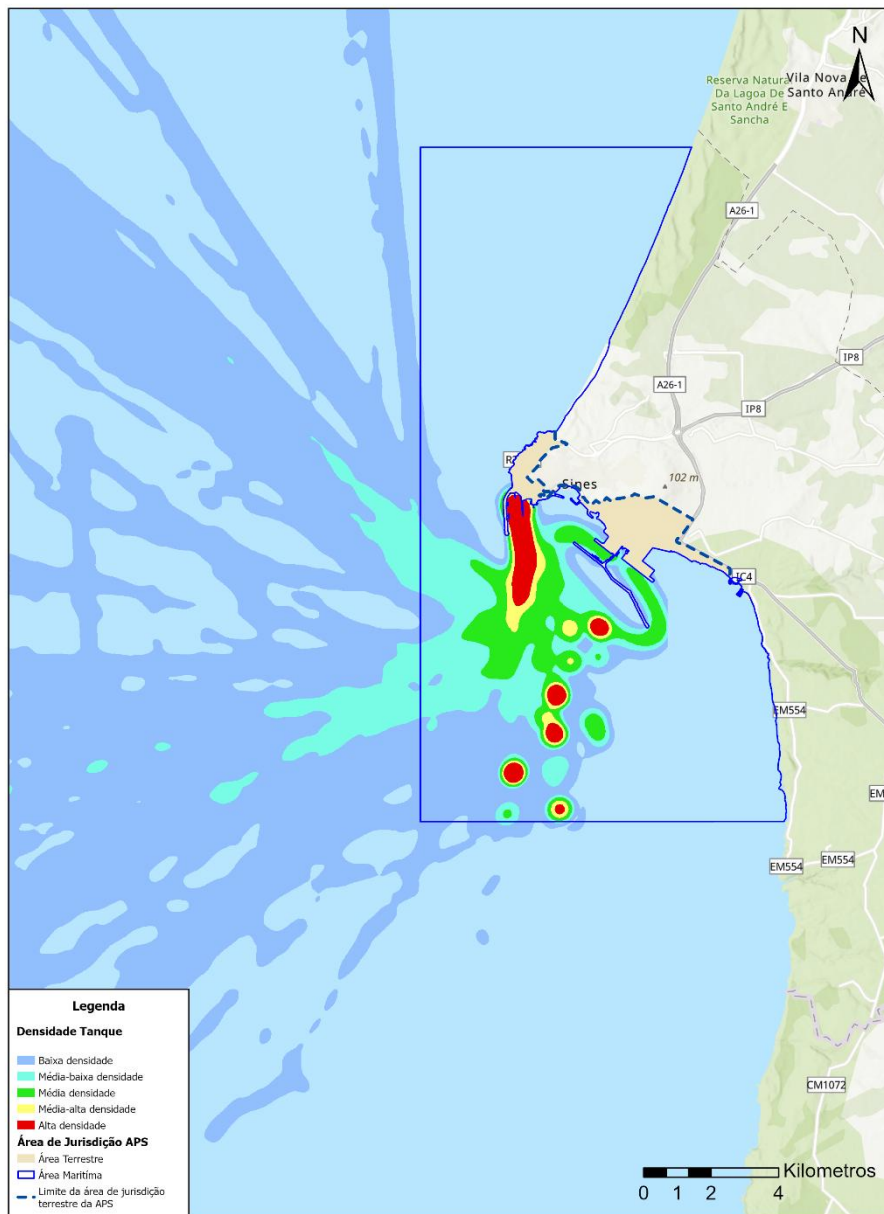 N
Reserva Natural
Da Lagoa De
Santo André E
Sancha
Vila Nova de
Santo André
A26-1
IP8
A26-1
IP8
102 m
Sines
IC4
EM554
EM554
EM554
CM1072
Legenda
Densidade Tanque
Baixa densidade
Média-baixa densidade
Média densidade
Média-alta densidade
Alta densidade
Área de Jurisdição APS
Área Terrestre
Área Maritíma
Limite da área de jurisdição
terrestre da APS
Kilometros
0 1 2 4